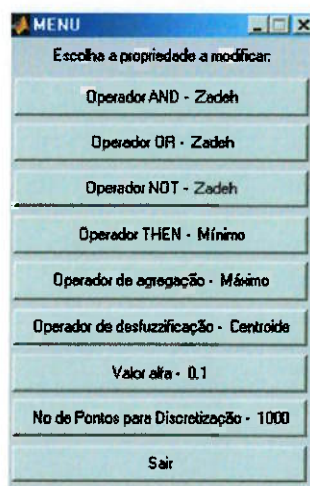 MENU
Escolha a propriedade a modificar:
Operador AND - Zadeh
Operador OR - Zadeh
Operador NOT - Zadeh
Operador THEN - Mínimo
Operador de agregação - Máximo
Operador de desfuzzificação - Centroide
Valor alfa - 0.1
No de Pontos para Discretização - 1000
Sair